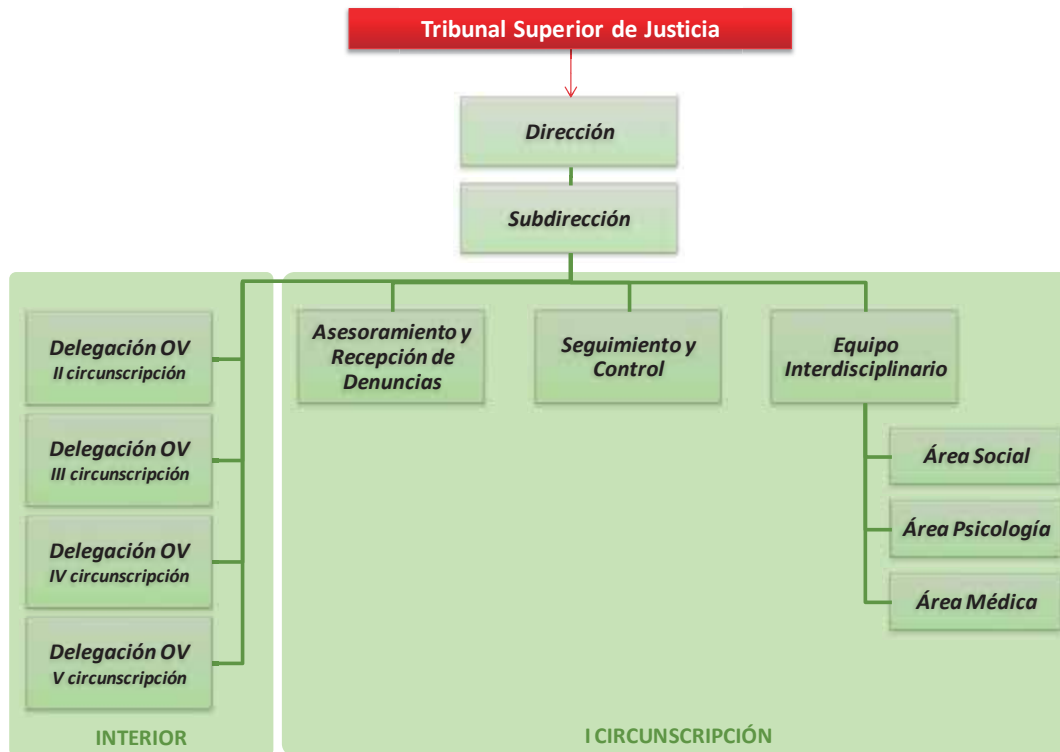 Tribunal Superior de Justicia
Dirección
Subdirección
Delegación OV
II circunscripción
Delegación OV
III circunscripción
Delegación OV
IV circunscripción
Delegación OV
V circunscripción
INTERIOR
Asesoramiento y
Recepción de
Denuncias
Seguimiento y
Control
Equipo
Interdisciplinario
Área Social
Área Psicología
Área Médica
I CIRCUNSCRIPCIÓN